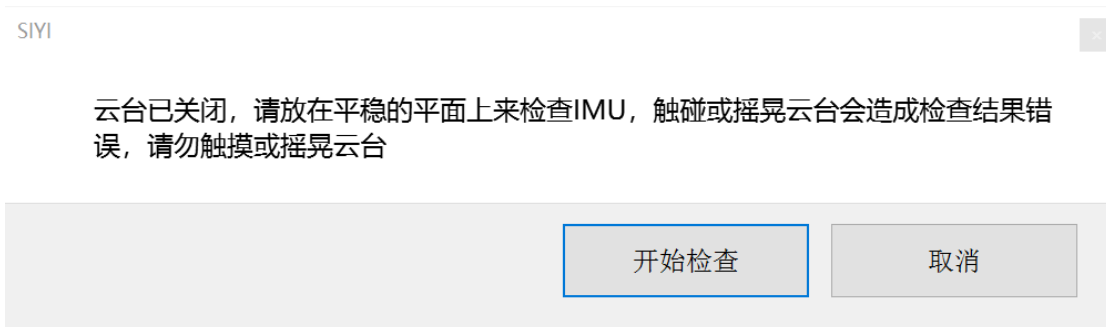 SIYI
云台已关闭，请放在平稳的平面上来检查IMU，触碰或摇晃云台会造成检查结果错
误，请勿触摸或摇晃云台
开始检查
取消